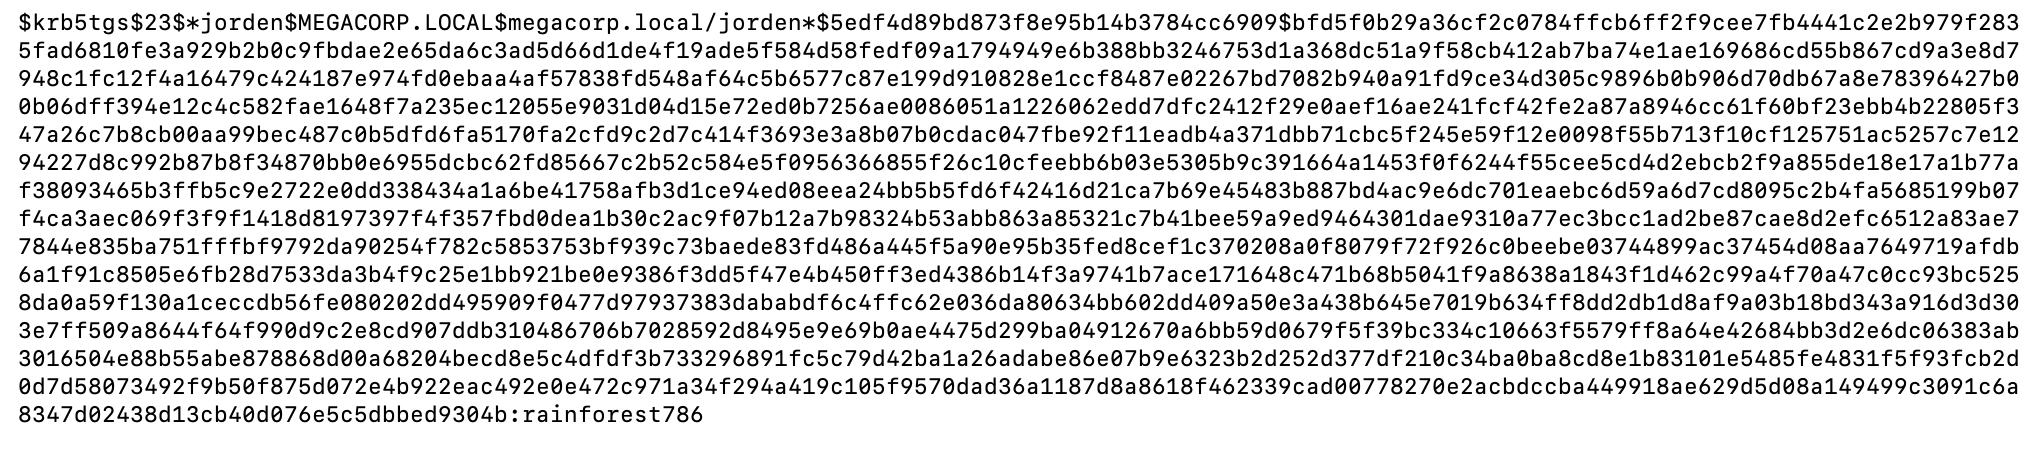 $krb5tgs$23$*jorden$MEGACORP.LOCAL$megacorp.local/jorden*$5edf4d89bd873f8e95b14b3784cc6909$bfd5f0b29a36cf2c0784ffcb6ff2f9cee7fb4441c2e2b979f283
5fad6810fe3a929b2b0c9fbdae2e65da6c3ad5d66d1de4f19ade5f584d58fedf09a1794949e6b388bb3246753d1a368dc51a9f58cb412ab7ba74e1ae169686cd55b867cd9a3e8d7
948c1fc12f4a16479c424187e974fd0ebaa4af57838fd548af64c5b6577c87e199d910828e1ccf8487e02267bd7082b940a91fd9ce34d305c9896b0b906d70db67a8e78396427b0
0b06dff394e12c4c582fae1648f7a235ec12055e9031d04d15e72ed0b7256ae0086051a1226062edd7dfc2412f29e0aef16ae241fcf42fe2a87a8946cc61f60bf23ebb4b22805f3
47a26c7b8cb00aa99bec487c0b5dfd6fa5170fa2cfd9c2d7c414f3693e3a8b07b0cdac047fbe92f11eadb4a371dbb71cbc5f245e59f12e0098f55b713f10cf125751ac5257c7e12
94227d8c992b87b8f34870bb0e6955dcbc62fd85667c2b52c584e5f0956366855f26c10cfeebb6b03e5305b9c391664a1453f0f6244f55cee5cd4d2ebcb2f9a855de18e17a1b77a
f38093465b3ffb5c9e2722e0dd338434a1a6be41758afb3d1ce94ed08eea24bb5b5fd6f42416d21ca7b69e45483b887bd4ac9e6dc701eaebc6d59a6d7cd8095c2b4fa5685199b07
f4ca3aec069f3f9f1418d8197397f4f357fbd0dea1b30c2ac9f07b12a7b98324b53abb863a85321c7b41bee59a9ed9464301dae9310a77ec3bcc1ad2be87cae8d2efc6512a83ae7
7844e835ba751fffbf9792da90254f782c5853753bf939c73baede83fd486a445f5a90e95b35fed8cef1c370208a0f8079f72f926c0beebe03744899ac37454d08aa7649719afdb
6a1f91c8505e6fb28d7533da3b4f9c25e1bb921be0e9386f3dd5f47e4b450ff3ed4386b14f3a9741b7ace171648c471b68b5041f9a8638a1843f1d462c99a4f70a47c0cc93bc525
8da0a59f130a1ceccdb56fe080202dd495909f0477d97937383dababdf6c4ffc62e036da80634bb602dd409a50e3a438b645e7019b634ff8dd2db1d8af9a03b18bd343a916d3d30
3e7ff509a8644f64f990d9c2e8cd907ddb310486706b7028592d8495e9e69b0ae4475d299ba04912670a6bb59d0679f5f39bc334c10663f5579ff8a64e42684bb3d2e6dc06383ab
3016504e88b55abe878868d00a68204becd8e5c4dfdf3b733296891fc5c79d42ba1a26adabe86e07b9e6323b2d252d377df210c34ba0ba8cd8e1b83101e5485fe4831f5f93fcb2d
0d7d58073492f9b50f875d072e4b922eac492e0e472c971a34f294a419c105f9570dad36a1187d8a8618f462339cad00778270e2acbdccba449918ae629d5d08a149499c3091c6a
8347d02438d13cb40d076e5c5dbbed9304b:rainforest786